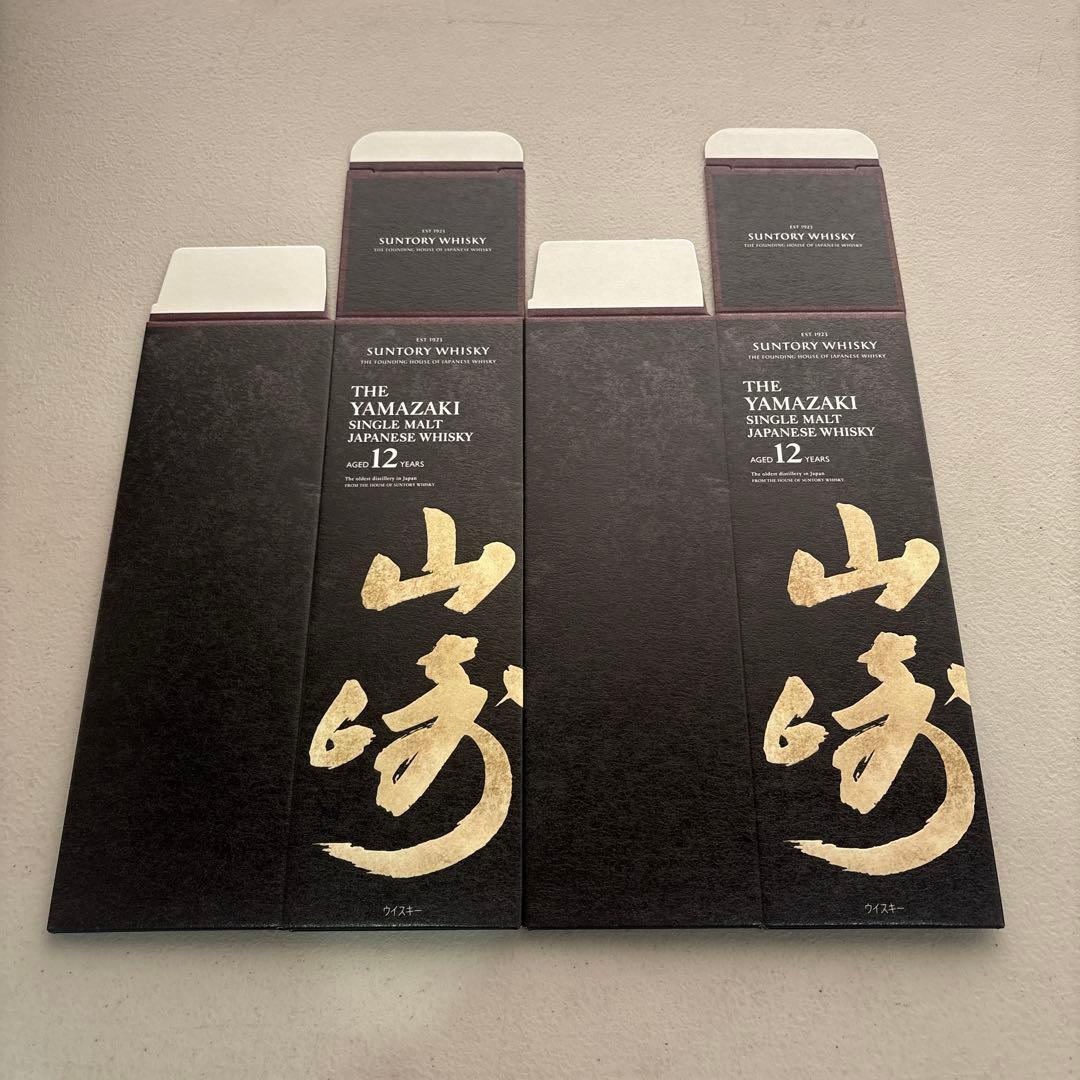 EST 1923
SUNTORY WHISKY
THE FOUNDING HOUSE OF JAPANESE WHISKY
EST 1923
SUNTORY WHISKY
THE FOUNDING HOUSE OF JAPANESE WHISKY
THE
YAMAZAKI
SINGLE MALT
JAPANESE WHISKY
AGED 12 YEARS
The oldest distillery in Japan
FROM THE HOUSE OF SUNTORY WHISKY
山
崎
ウイスキー
EST 1923
SUNTORY WHISKY
THE FOUNDING HOUSE OF JAPANESE WHISKY
EST 1923
SUNTORY WHISKY
THE FOUNDING HOUSE OF JAPANESE WHISKY
THE
YAMAZAKI
SINGLE MALT
JAPANESE WHISKY
AGED 12 YEARS
The oldest distillery in Japan
FROM THE HOUSE OF SUNTORY WHISKY
山
崎
ウイスキー